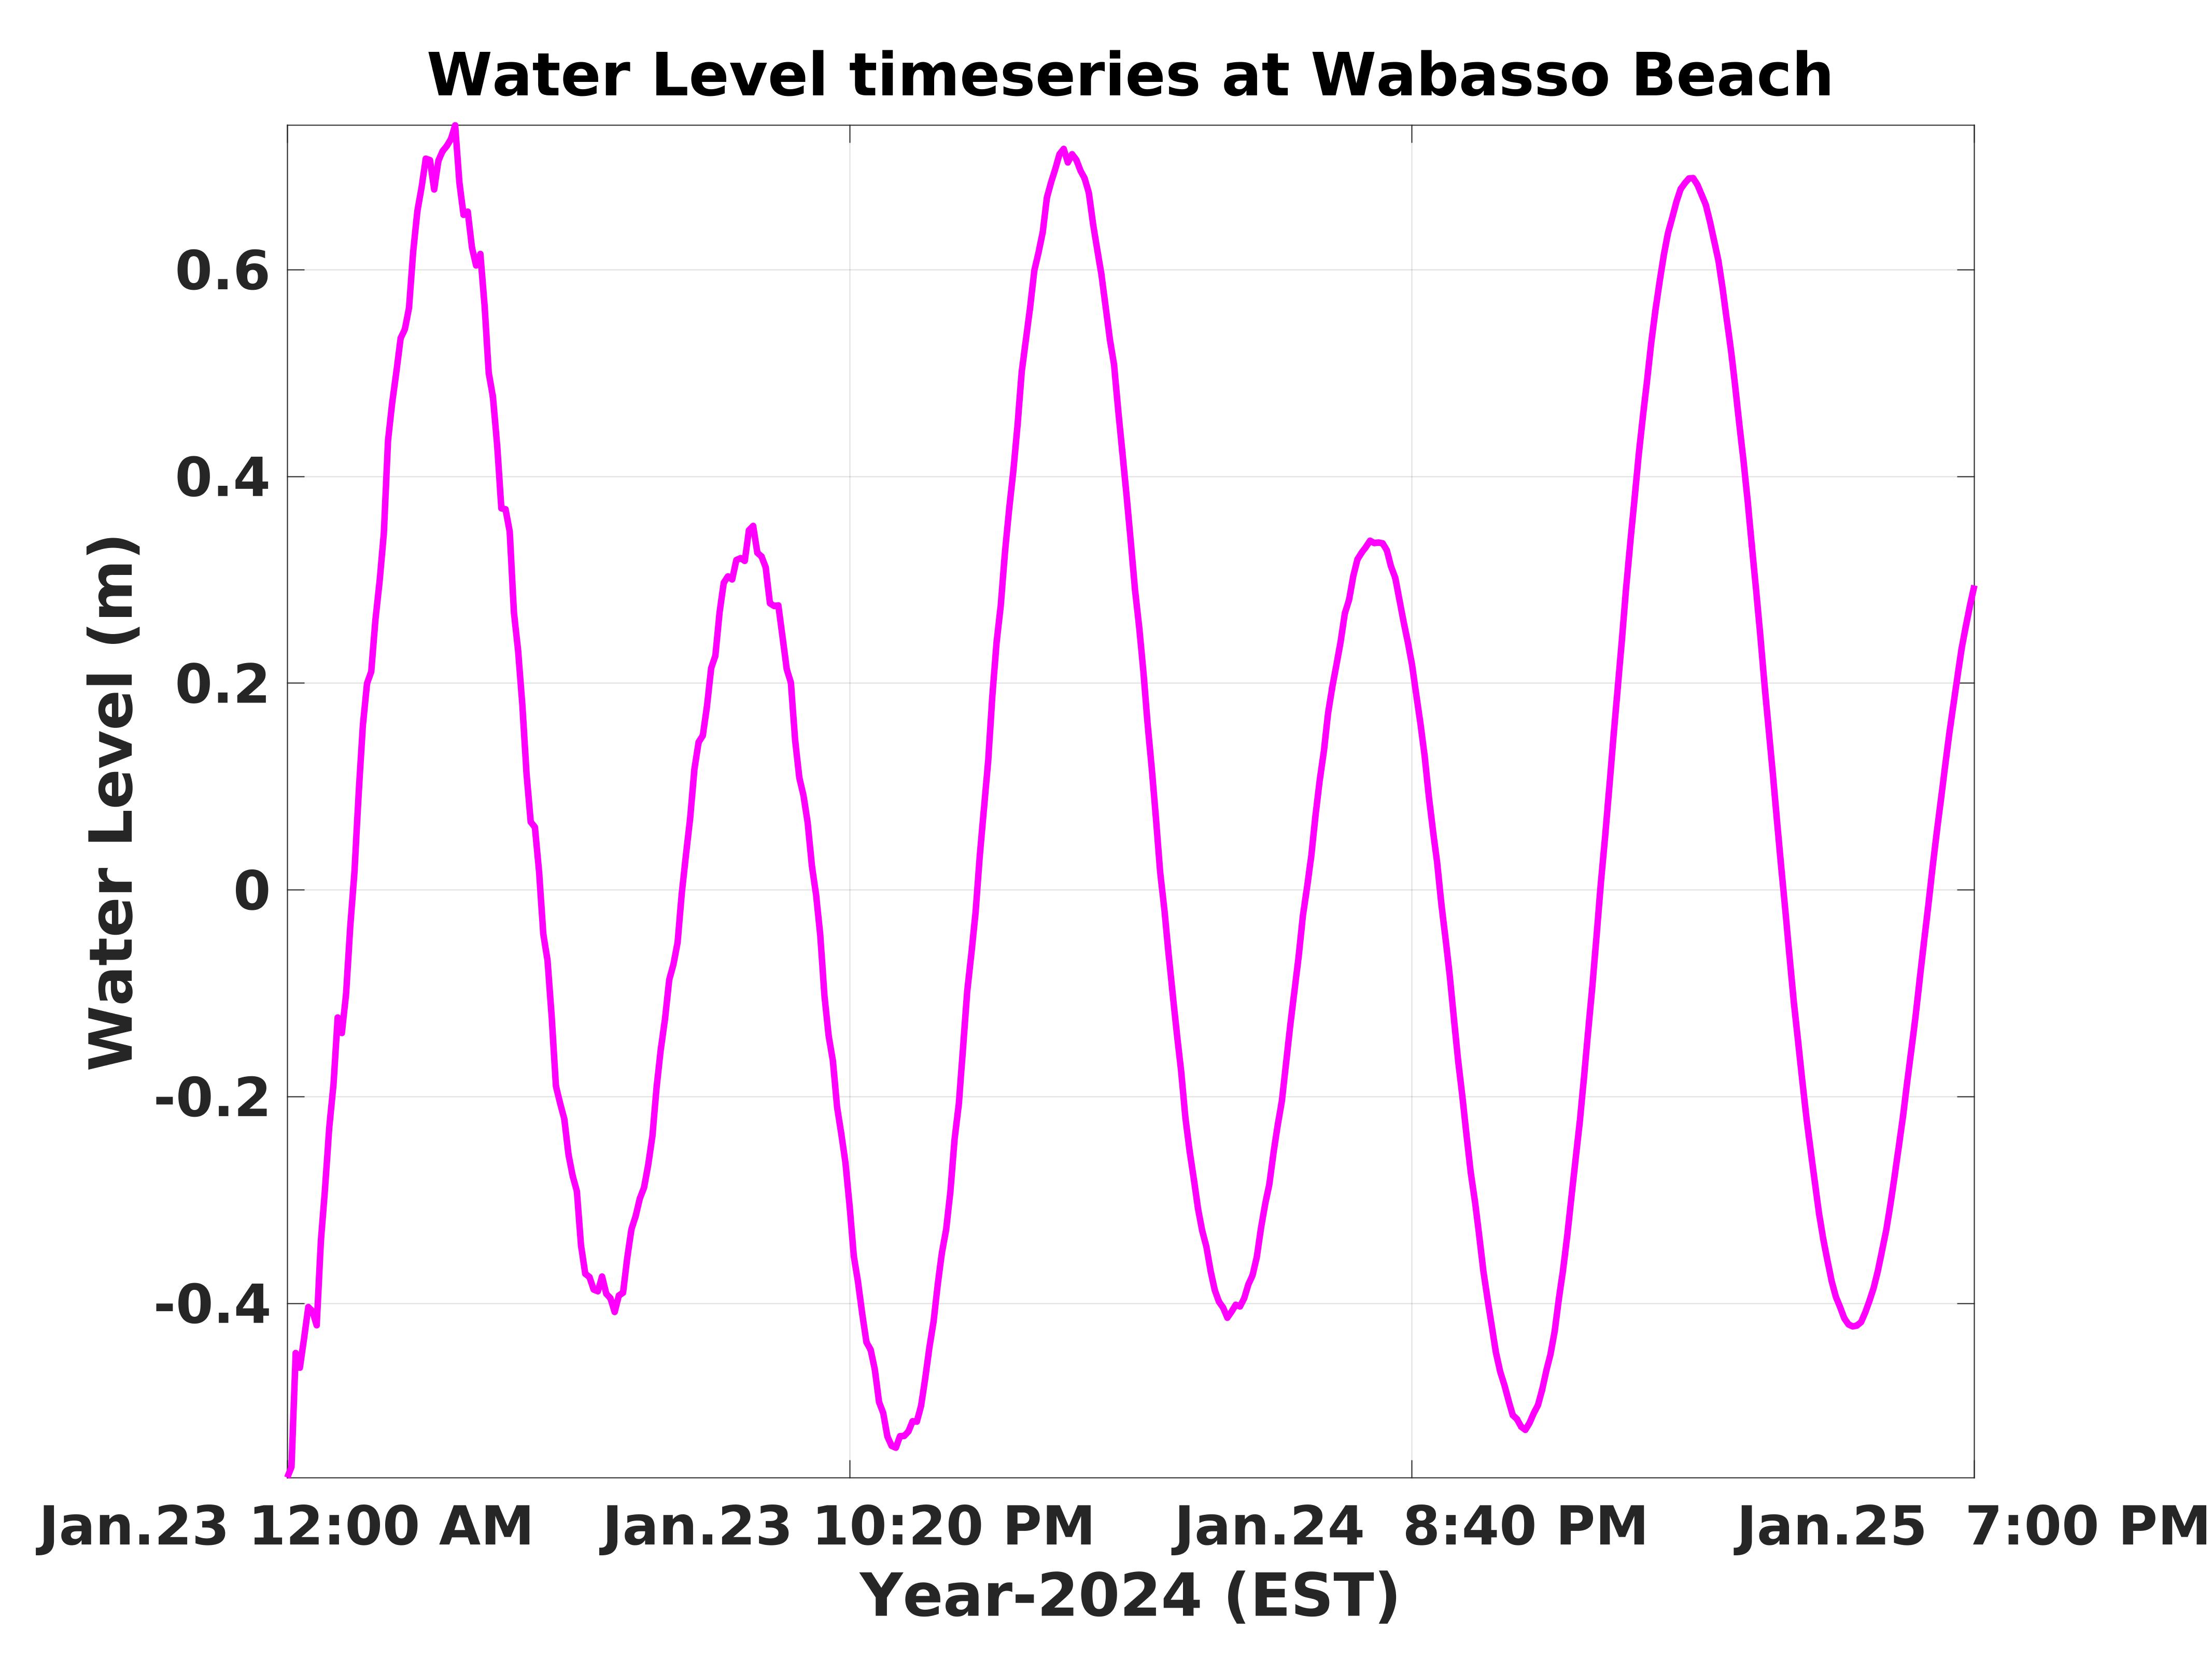 Water Level timeseries at Wabasso Beach
Water Level (m)
0.6
0.4
0.2
0
-0.2
-0.4
Jan.23 12:00 AM
Jan.23 10:20 PM
Jan.24 8:40 PM
Jan.25 7:00 PM
Year-2024 (EST)